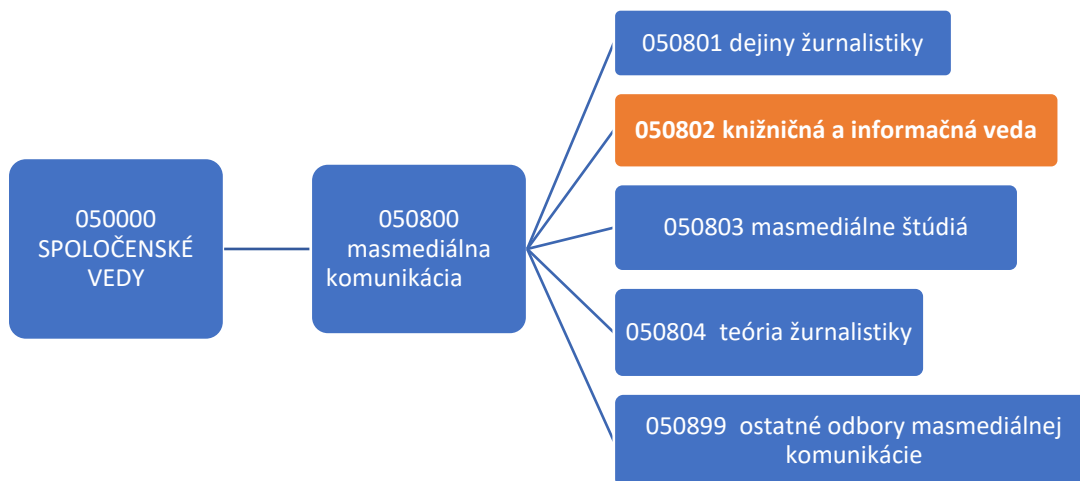 050000
SPOLOČENSKÉ
VEDY
050800
masmediálna
komunikácia
050801 dejiny žurnalistiky
050802 knižničná a informačná veda
050803 masmediálne štúdiá
050804 teória žurnalistiky
050899 ostatné odbory masmediálnej
komunikácie